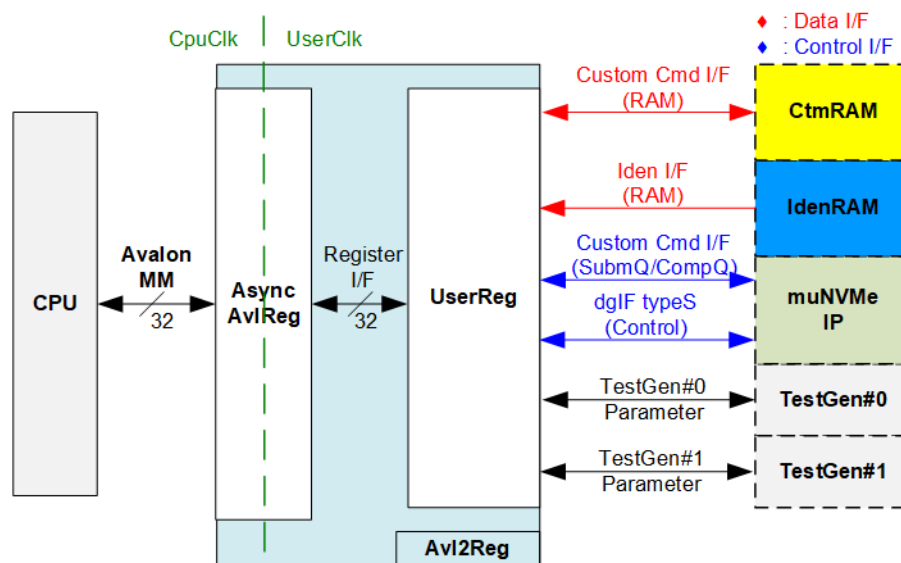 CpuClk
UserClk
♦ : Data I/F
♦ : Control I/F
Custom Cmd I/F
(RAM)
CtmRAM
Iden I/F
(RAM)
IdenRAM
Custom Cmd I/F
(SubmQ/CompQ)
dgIF typeS
(Control)
muNVMe
IP
CPU
Avalon
MM
32
Async
AvlReg
Register
I/F
32
UserReg
TestGen#0
Parameter
TestGen#0
TestGen#1
Parameter
TestGen#1
Avl2Reg